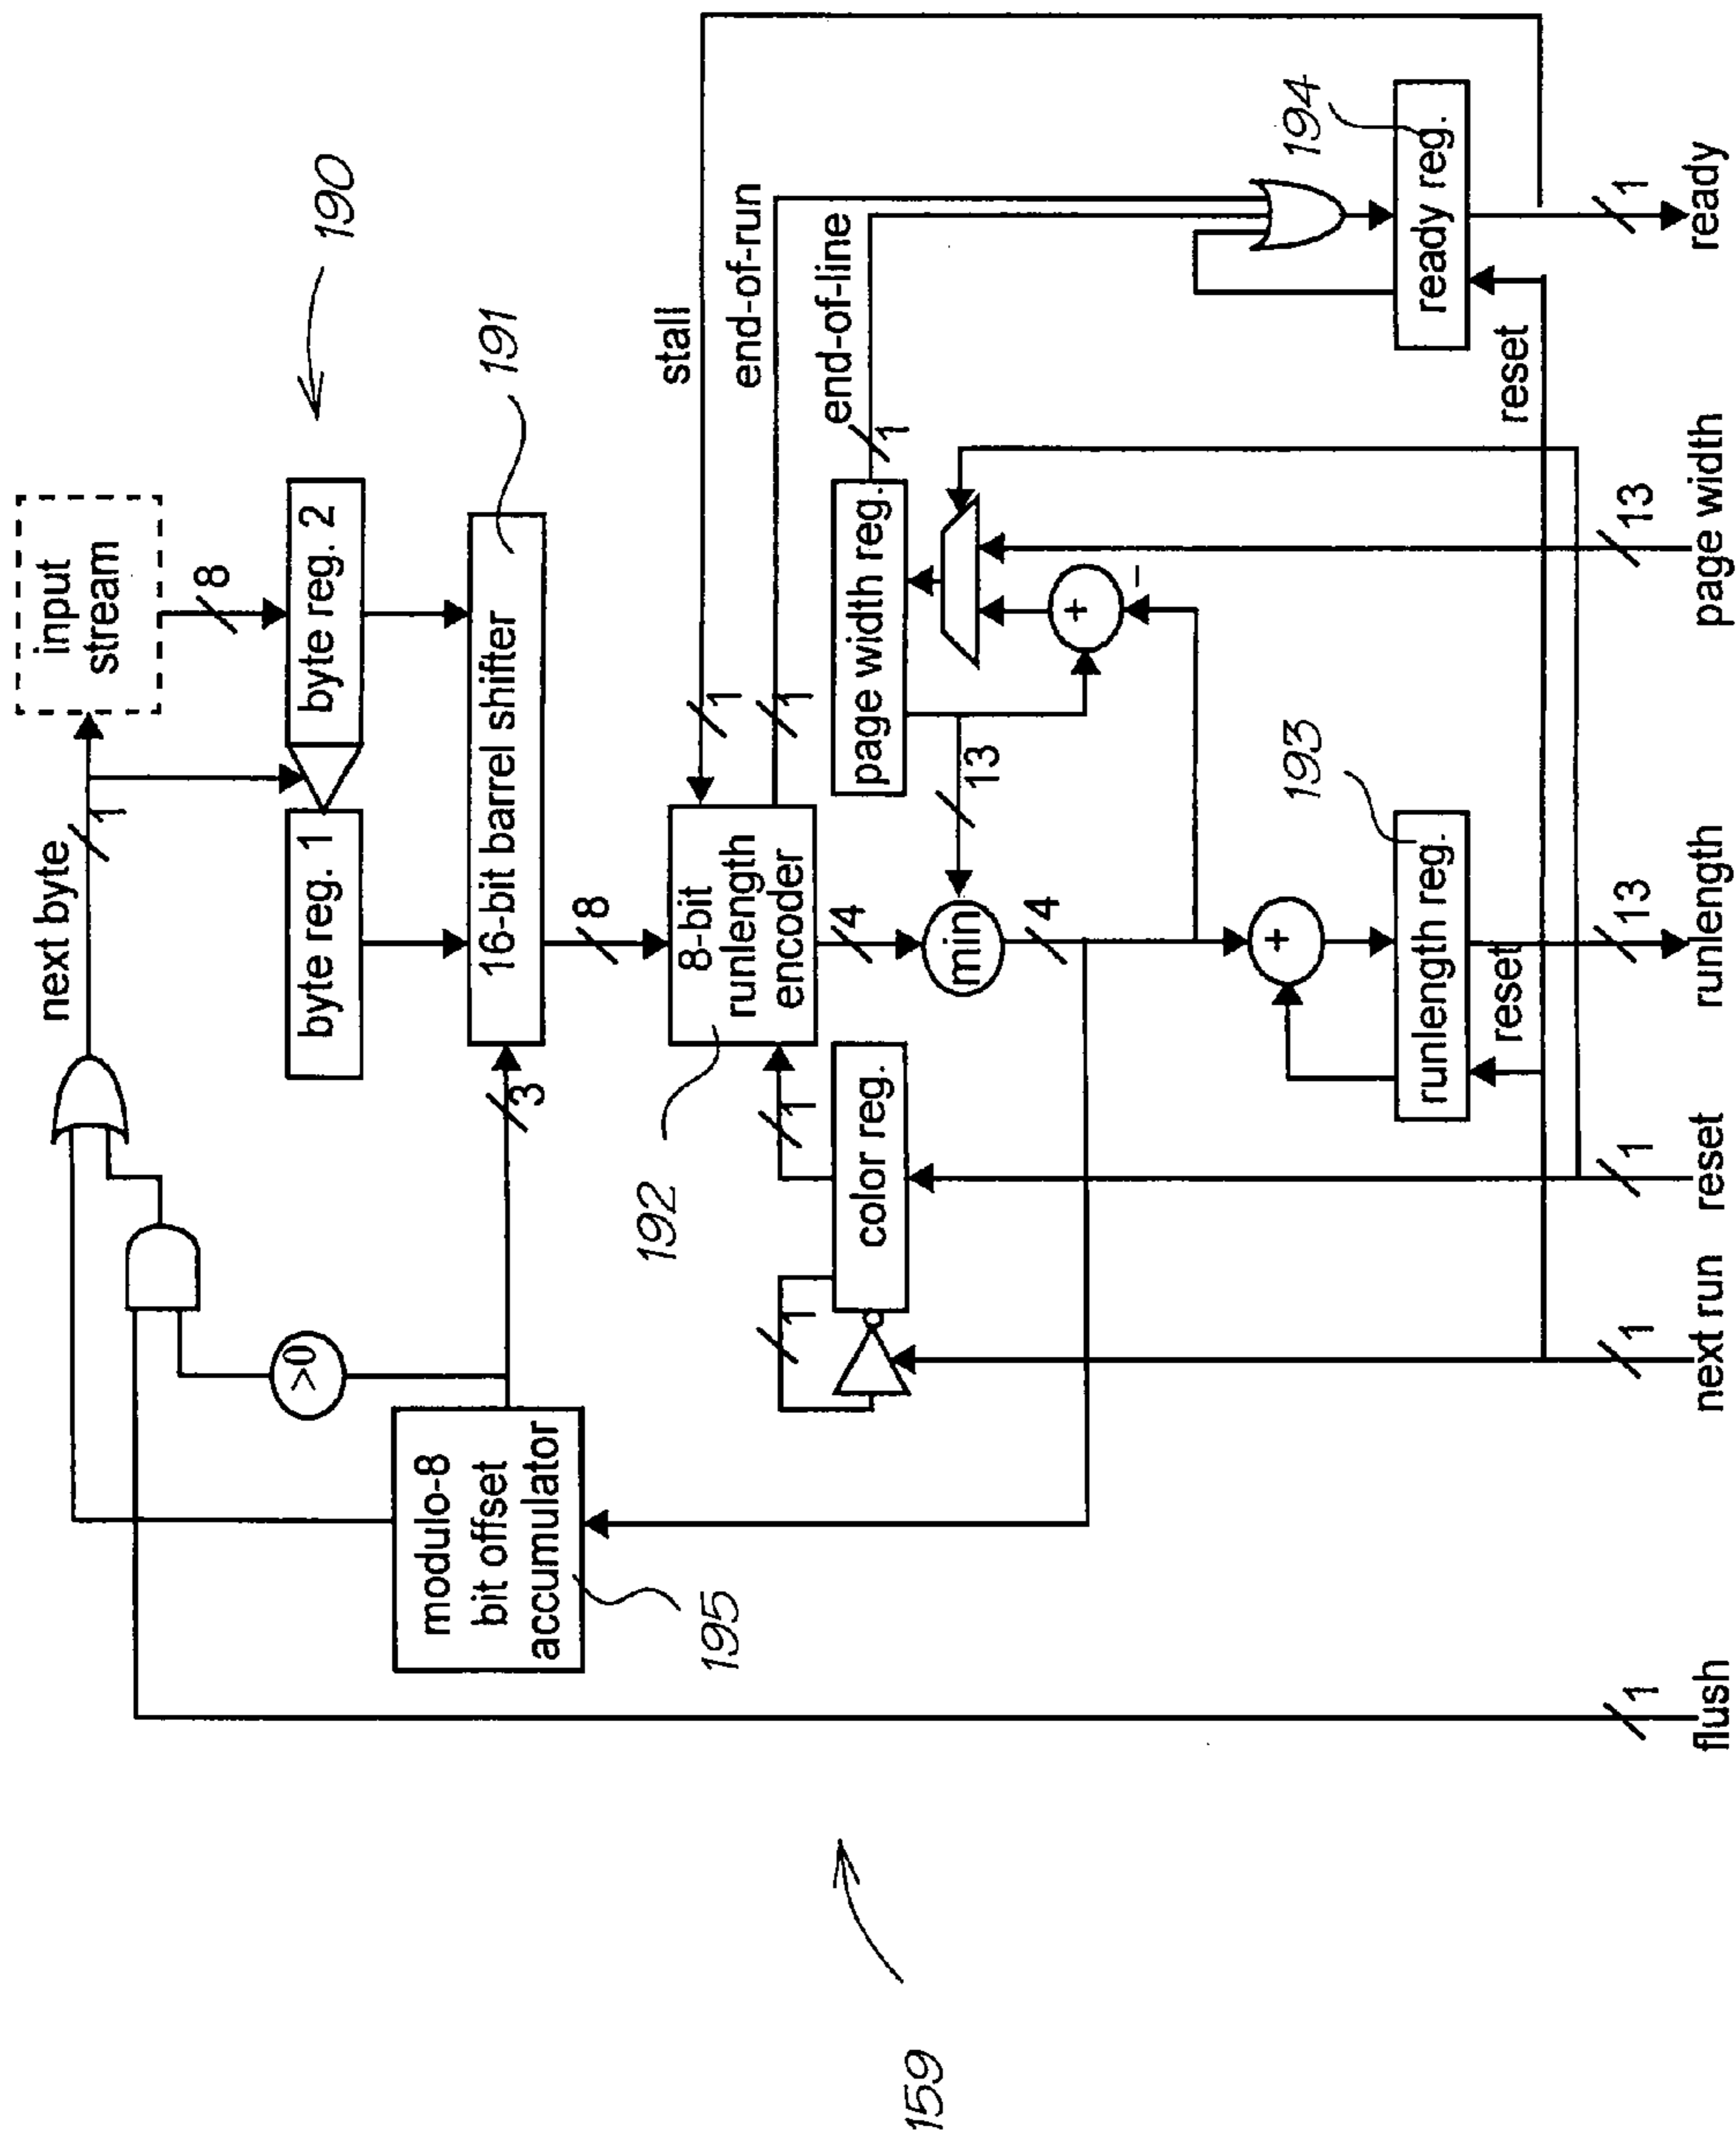 input
stream
next byte
1
8
190
byte reg. 1
byte reg. 2
191
16-bit barrel shifter
>0
modulo-8
bit offset
accumulator
195
3
8
stall
1
end-of-run
1
end-of-line
1
192
8-bit
runlength
encoder
1
color reg.
1
4
min
13
page width reg.
4
+
-
+
193
runlength reg.
194
ready reg.
reset
reset
159
1
flush
1
next run
1
reset
13
runlength
13
page width
1
ready